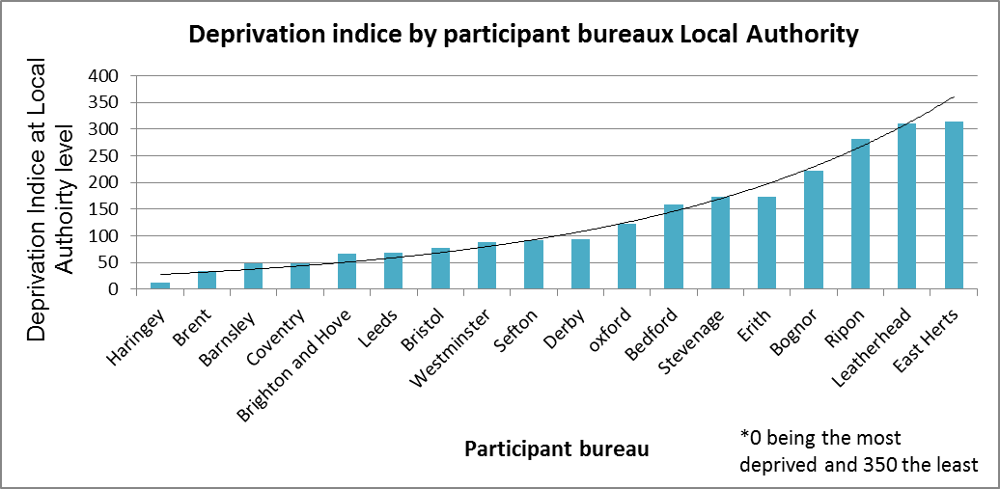 Deprivation indice by participant bureaux Local Authority
Deprivation Indice at Local
Authoirty level
400
350
300
250
200
150
100
50
0
Haringey
Brent
Barnsley
Coventry
Brighton and Hove
Leeds
Bristol
Westminster
Sefton
Derby
oxford
Bedford
Stevenage
Erith
Bognor
Ripon
Leatherhead
East Herts
Participant bureau
*0 being the most
deprived and 350 the least